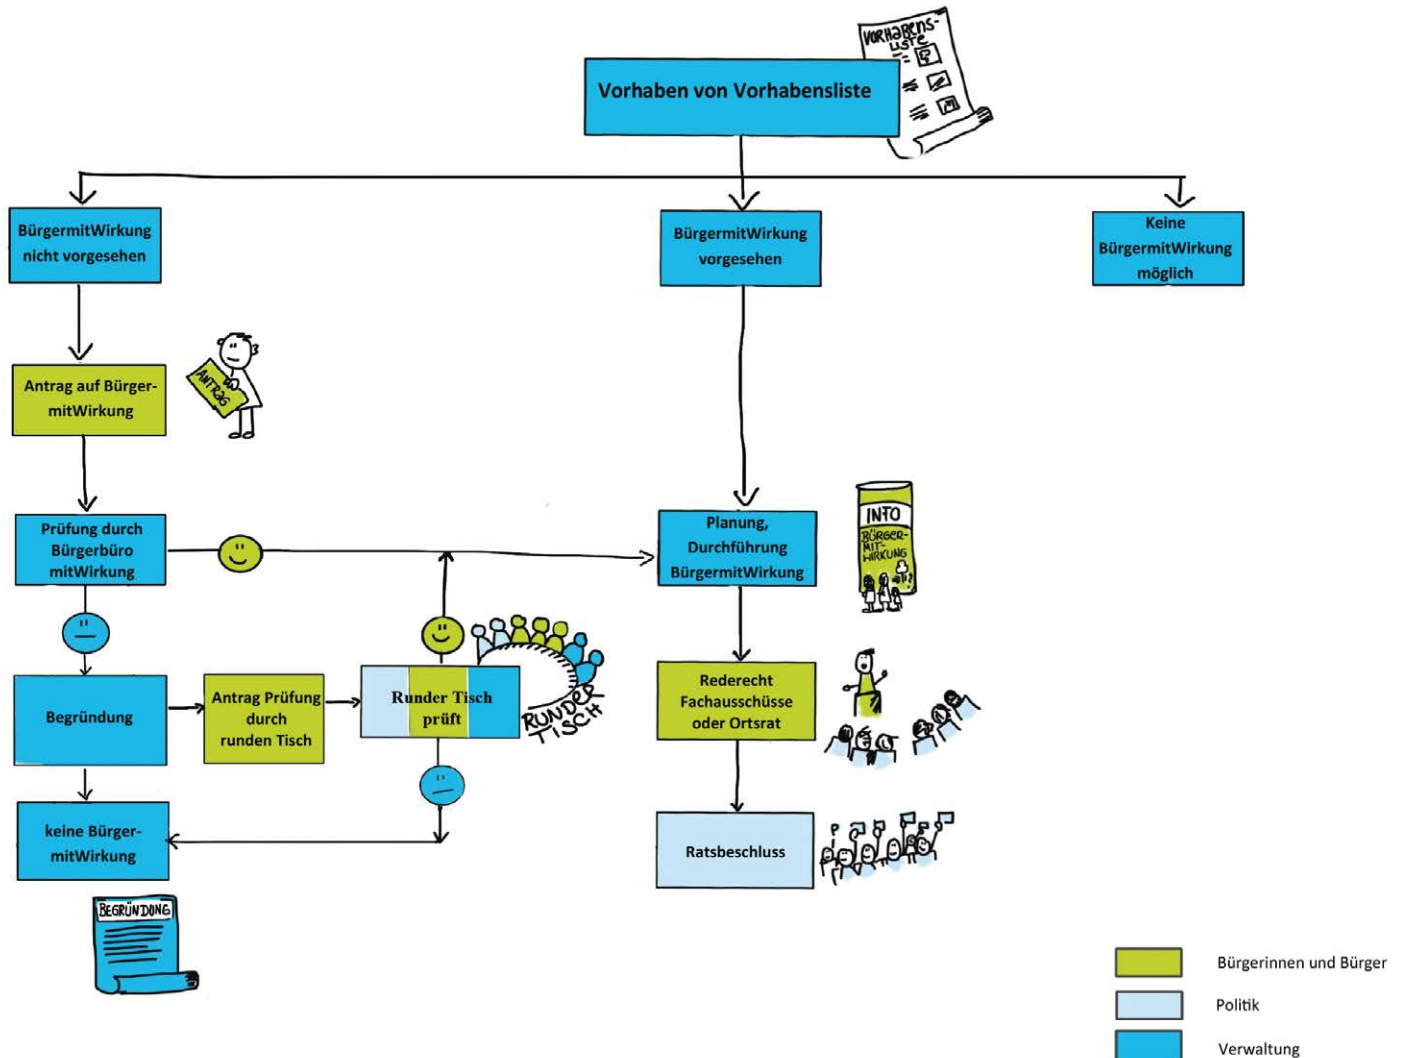 VORHABENS-
LISTE
Vorhaben von Vorhabensliste
BürgermitWirkung
nicht vorgesehen
BürgermitWirkung
vorgesehen
Keine
BürgermitWirkung
möglich
Antrag auf Bürger-
mitWirkung
ANTRAG
Prüfung durch
Bürgerbüro
mitWirkung
Planung,
Durchführung
BürgermitWirkung
INFO
BÜRGER-
MIT-
WIRKUNG
Begründung
Antrag Prüfung
durch
runden Tisch
Runder Tisch
prüft
RUNDER
TISCH
Rederecht
Fachausschüsse
oder Ortsrat
keine Bürger-
mitWirkung
Ratsbeschluss
BEGRÜNDUNG
Bürgerinnen und Bürger
Politik
Verwaltung